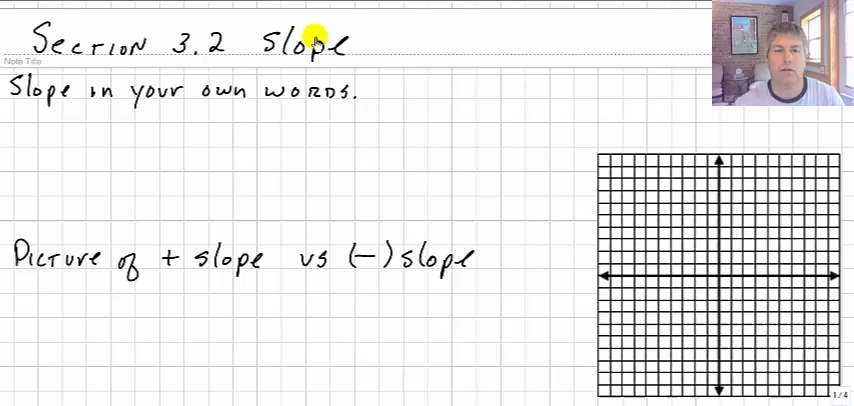 Section 3.2 Slope
Note Title
Slope in your own words.
Picture of + slope vs (-) slope
1/4